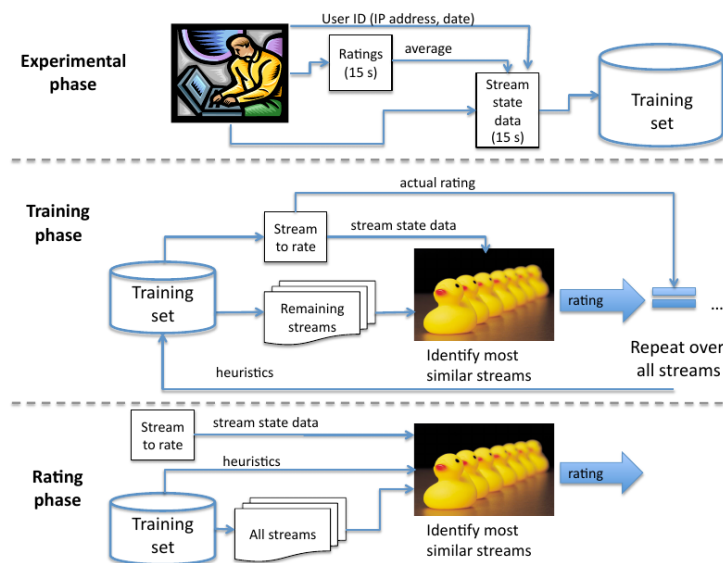 User ID (IP address, date)
Experimental
phase
Ratings
(15 s)
average
Stream
state
data
(15 s)
Training
set
Training
phase
actual rating
Stream
to rate
stream state data
Training
set
Remaining
streams
rating
...
Identify most
similar streams
Repeat over
all streams
heuristics
Stream
to rate
stream state data
Rating
phase
heuristics
rating
Training
set
All streams
Identify most
similar streams